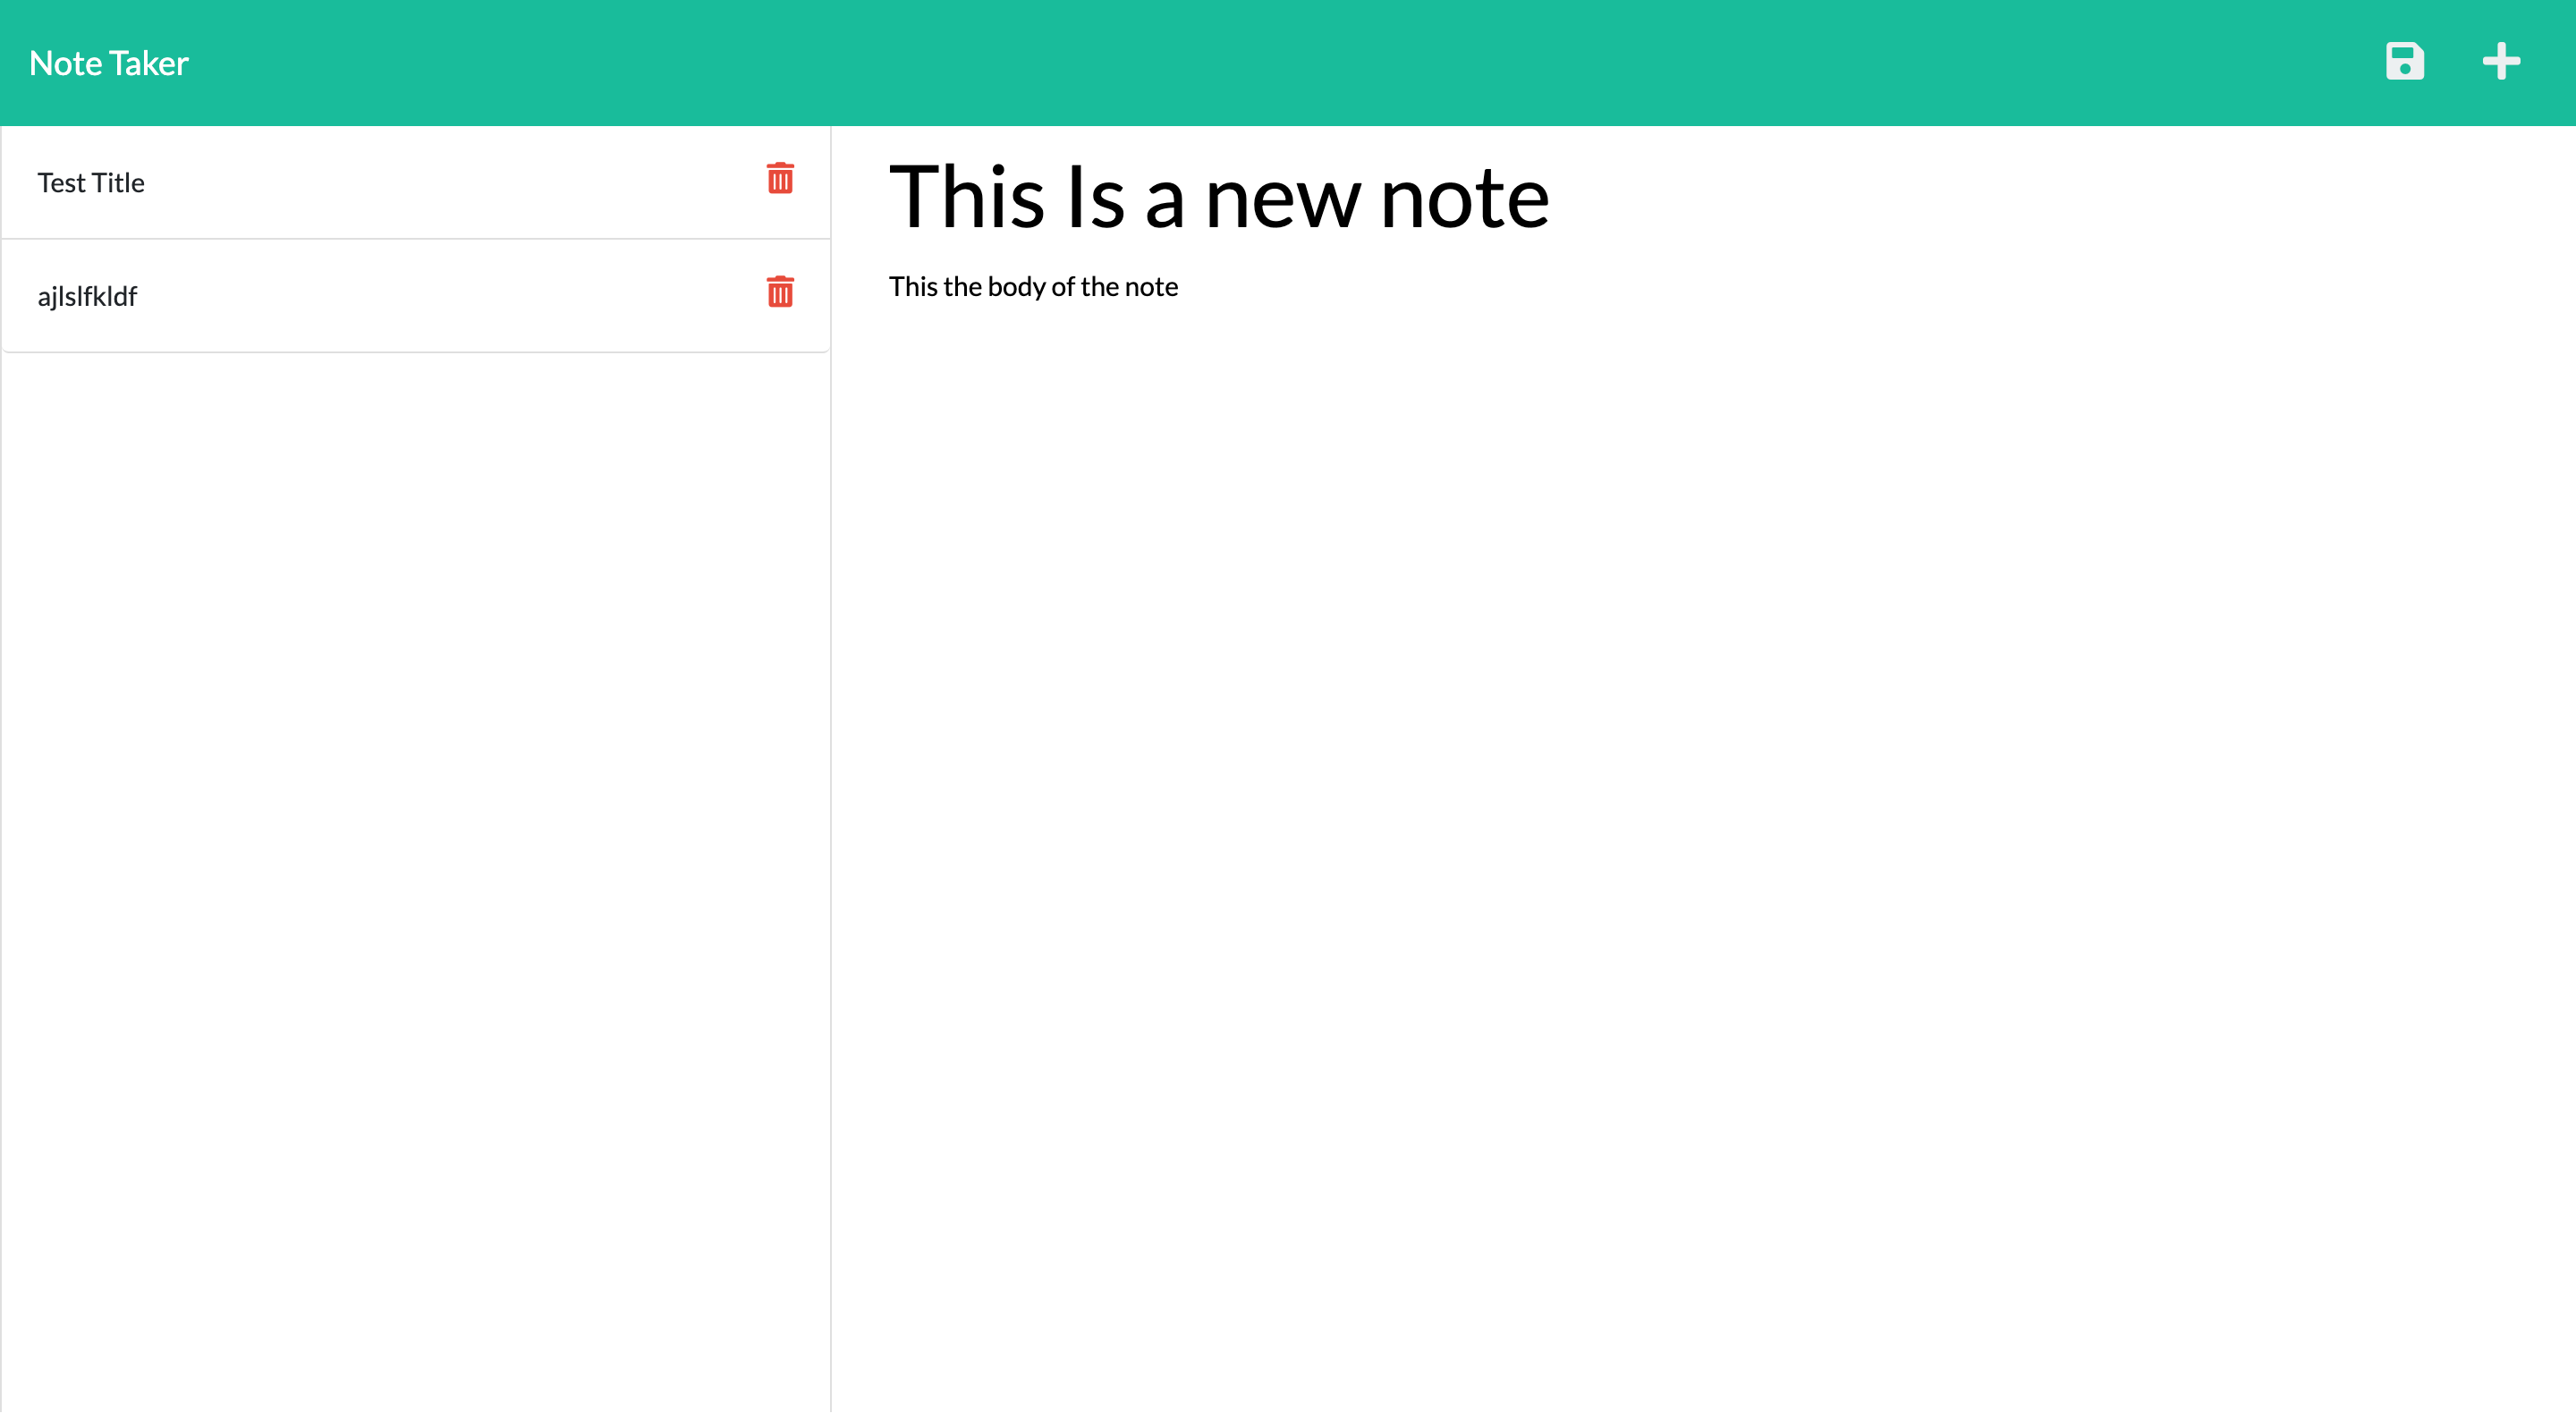 Note Taker
Test Title
ajlslfkldf
This Is a new note
This the body of the note